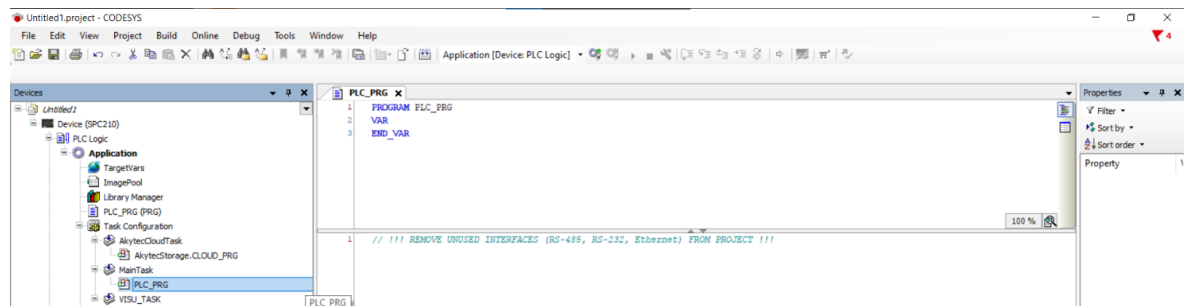 Untitled1.project - CODESYS
File Edit View Project Build Online Debug Tools Window Help
4
Application [Device: PLC Logic]
Devices
Untitled1
Device (SPC210)
PLC Logic
Application
TargetVars
ImagePool
Library Manager
PLC_PRG (PRG)
Task Configuration
AkytecCloudTask
AkytecStorage.CLOUD_PRG
MainTask
PLC_PRG
VISU_TASK
PLC_PRG
PLC_PRG
1 PROGRAM PLC_PRG
2 VAR
3 END_VAR
100 %
1 // !!! REMOVE UNUSED INTERFACES (RS-485, RS-232, Ethernet) FROM PROJECT !!!
Properties
Filter
Sort by
Sort order
Property